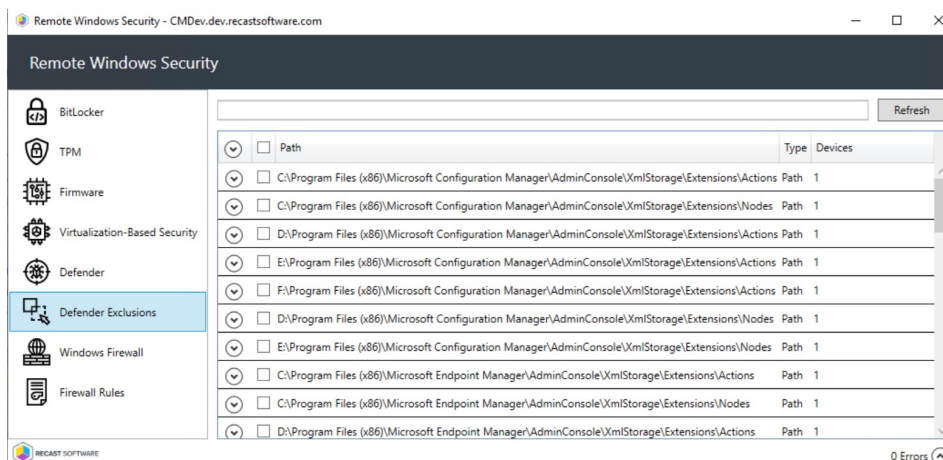 Remote Windows Security - CMDev.dev.recastsoftware.com
Remote Windows Security
BitLocker
TPM
Firmware
Virtualization-Based Security
Defender
Defender Exclusions
Windows Firewall
Firewall Rules
Refresh
Path Type Devices
C:\Program Files (x86)\Microsoft Configuration Manager\AdminConsole\XmlStorage\Extensions\Actions Path 1
C:\Program Files (x86)\Microsoft Configuration Manager\AdminConsole\XmlStorage\Extensions\Nodes Path 1
D:\Program Files (x86)\Microsoft Configuration Manager\AdminConsole\XmlStorage\Extensions\Actions Path 1
E:\Program Files (x86)\Microsoft Configuration Manager\AdminConsole\XmlStorage\Extensions\Actions Path 1
F:\Program Files (x86)\Microsoft Configuration Manager\AdminConsole\XmlStorage\Extensions\Actions Path 1
D:\Program Files (x86)\Microsoft Configuration Manager\AdminConsole\XmlStorage\Extensions\Nodes Path 1
E:\Program Files (x86)\Microsoft Configuration Manager\AdminConsole\XmlStorage\Extensions\Nodes Path 1
C:\Program Files (x86)\Microsoft Endpoint Manager\AdminConsole\XmlStorage\Extensions\Actions Path 1
C:\Program Files (x86)\Microsoft Endpoint Manager\AdminConsole\XmlStorage\Extensions\Nodes Path 1
D:\Program Files (x86)\Microsoft Endpoint Manager\AdminConsole\XmlStorage\Extensions\Actions Path 1
RECAST SOFTWARE
0 Errors